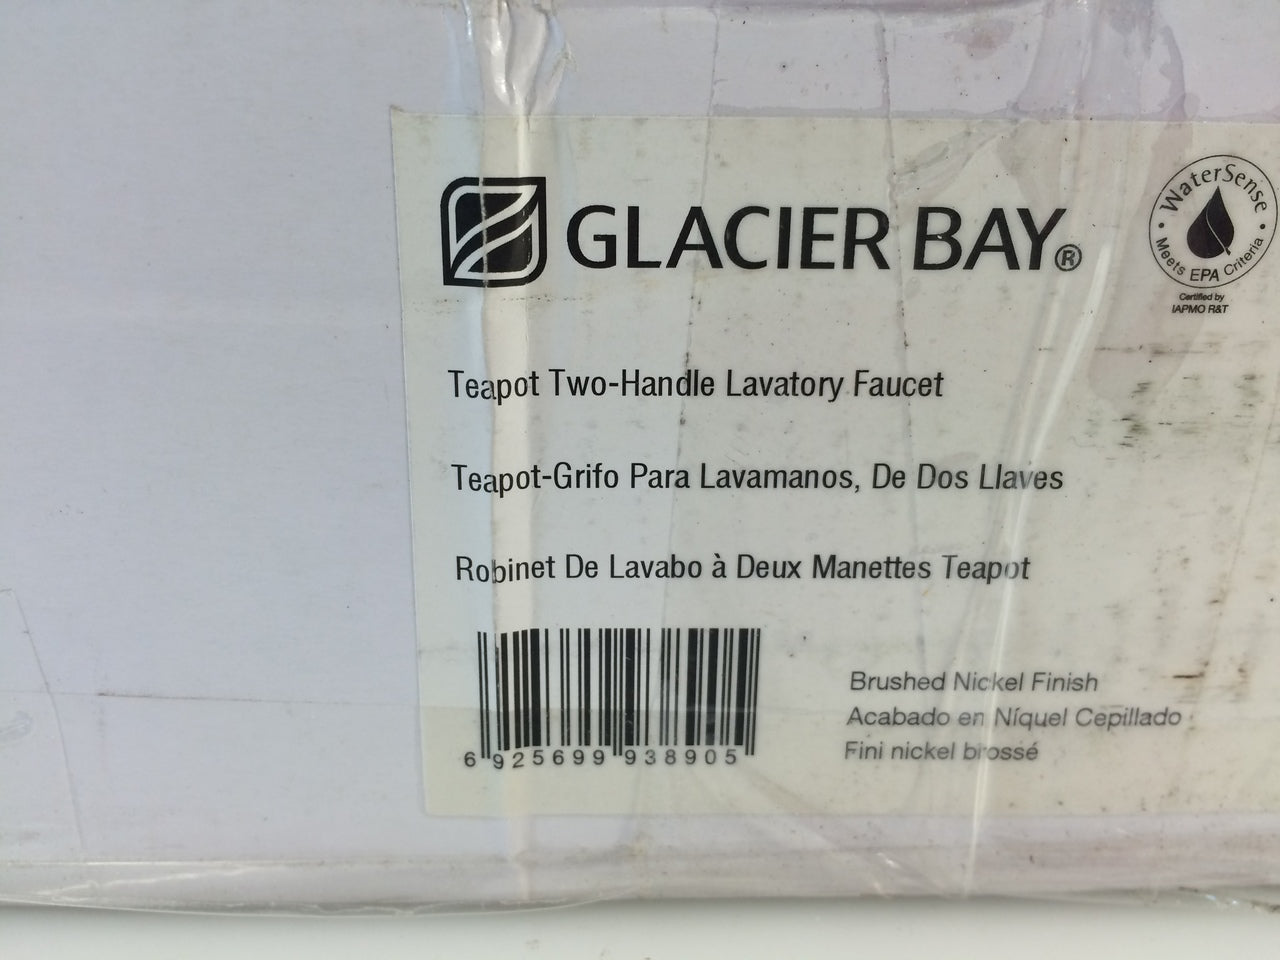 GLACIER BAY®
WaterSense
Meets EPA Criteria
Certified by
IAPMO R&T
Teapot Two-Handle Lavatory Faucet
Teapot-Grifo Para Lavamanos, De Dos Llaves
Robinet De Lavabo à Deux Manettes Teapot
6 925699 938905
Brushed Nickel Finish
Acabado en Níquel Cepillado
Fini nickel brossé